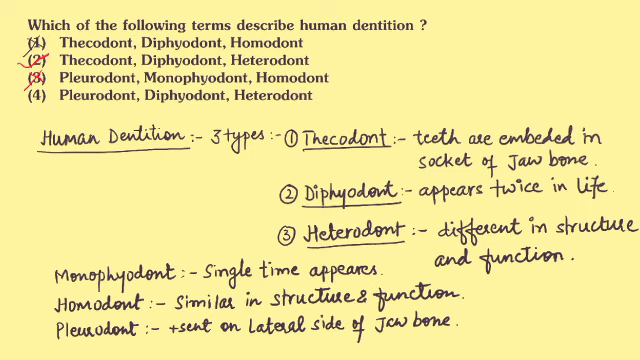 Which of the following terms describe human dentition ?
(1) Thecodont, Diphyodont, Homodont
(2) Thecodont, Diphyodont, Heterodont
(3) Pleurodont, Monophyodont, Homodont
(4) Pleurodont, Diphyodont, Heterodont
Human Dentition :- 3 types :- ① Thecodont :- teeth are embeded in
socket of Jaw bone.
② Diphyodont :- appears twice in life.
③ Heterodont :- different in structure
and function.
Monophyodont :- Single time appeares.
Homodont :- Similar in structure & function.
Pleurodont :- +sent on Lateral side of Jaw bone.